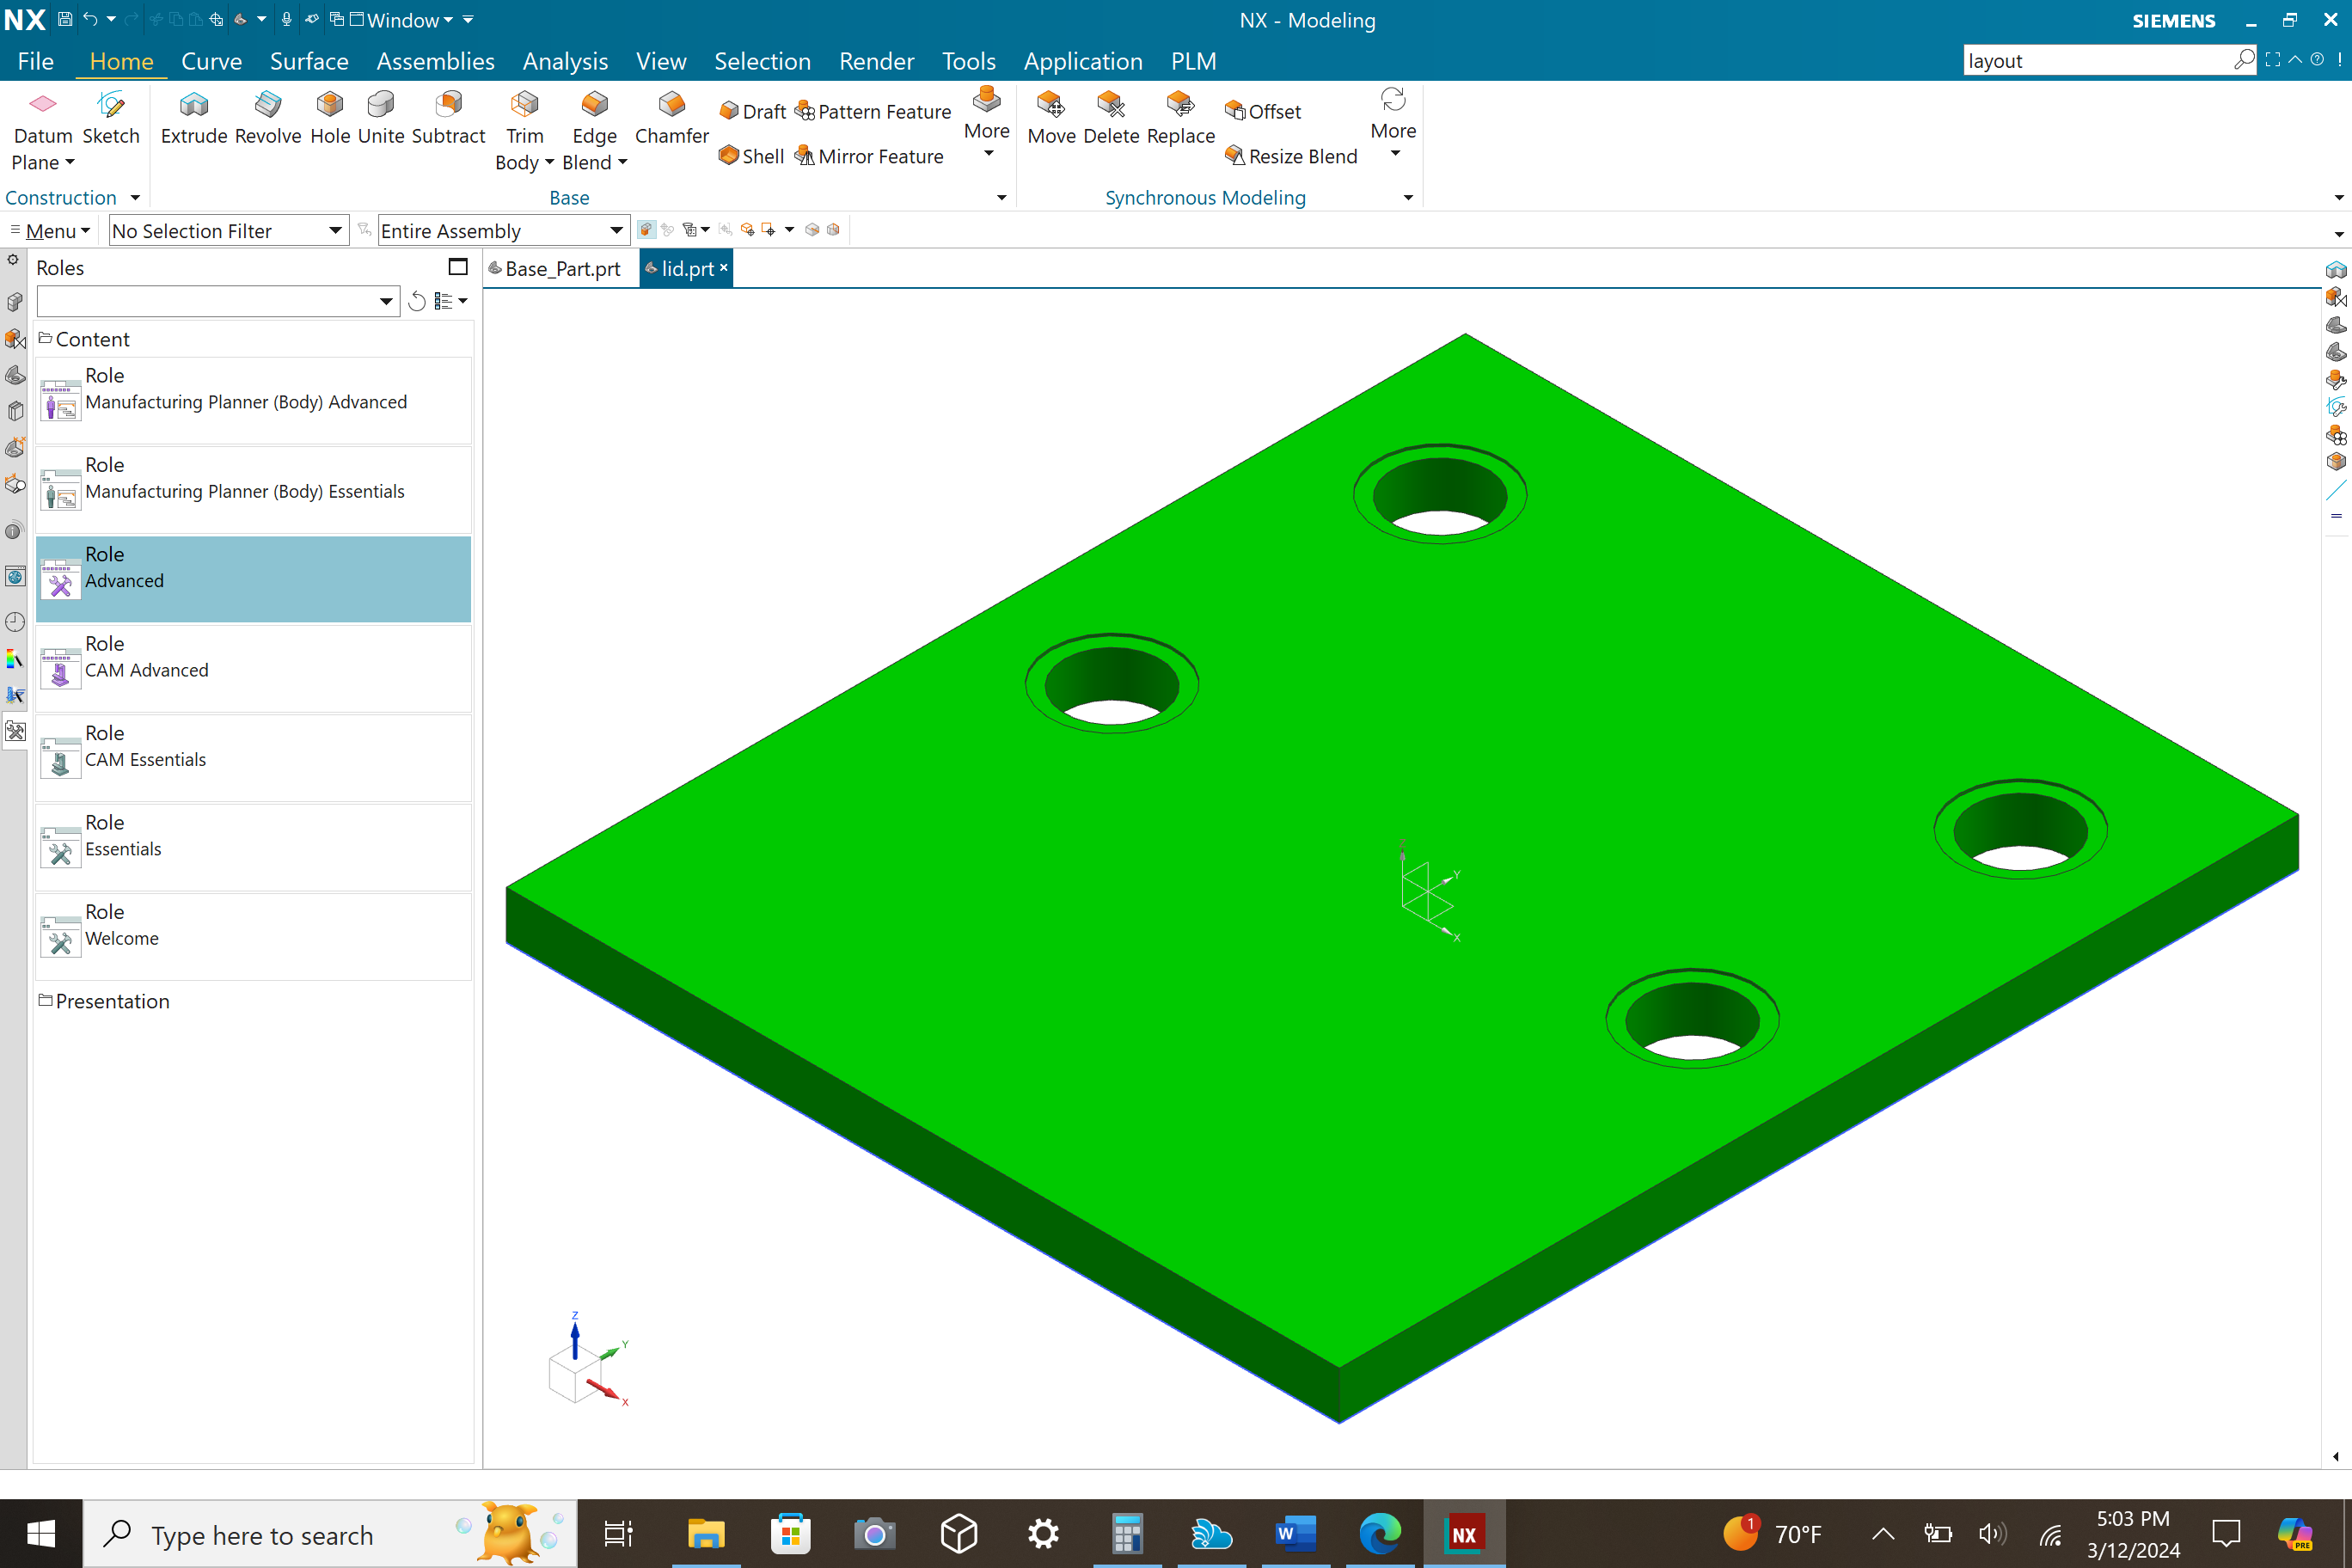 NX
Window
NX - Modeling
SIEMENS
File Home Curve Surface Assemblies Analysis View Selection Render Tools Application PLM
layout
Datum Plane
Sketch
Extrude
Revolve
Hole
Unite
Subtract
Trim Body
Edge Blend
Chamfer
Draft
Shell
Pattern Feature
Mirror Feature
More
Move
Delete
Replace
Offset
Resize Blend
More
Construction
Base
Synchronous Modeling
Menu
No Selection Filter
Entire Assembly
Roles
Base_Part.prt
lid.prt
Content
Role
Manufacturing Planner (Body) Advanced
Role
Manufacturing Planner (Body) Essentials
Role
Advanced
Role
CAM Advanced
Role
CAM Essentials
Role
Essentials
Role
Welcome
Presentation
Y
X
Z
Y
X
Type here to search
W
NX
1
70°F
5:03 PM
3/12/2024
PRE